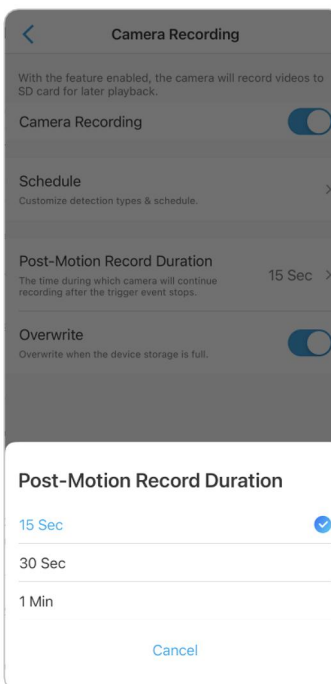 Camera Recording
With the feature enabled, the camera will record videos to
SD card for later playback.
Camera Recording
Schedule
Customize detection types & schedule.
Post-Motion Record Duration
The time during which camera will continue
recording after the trigger event stops.
15 Sec
Overwrite
Overwrite when the device storage is full.
Post-Motion Record Duration
15 Sec
30 Sec
1 Min
Cancel